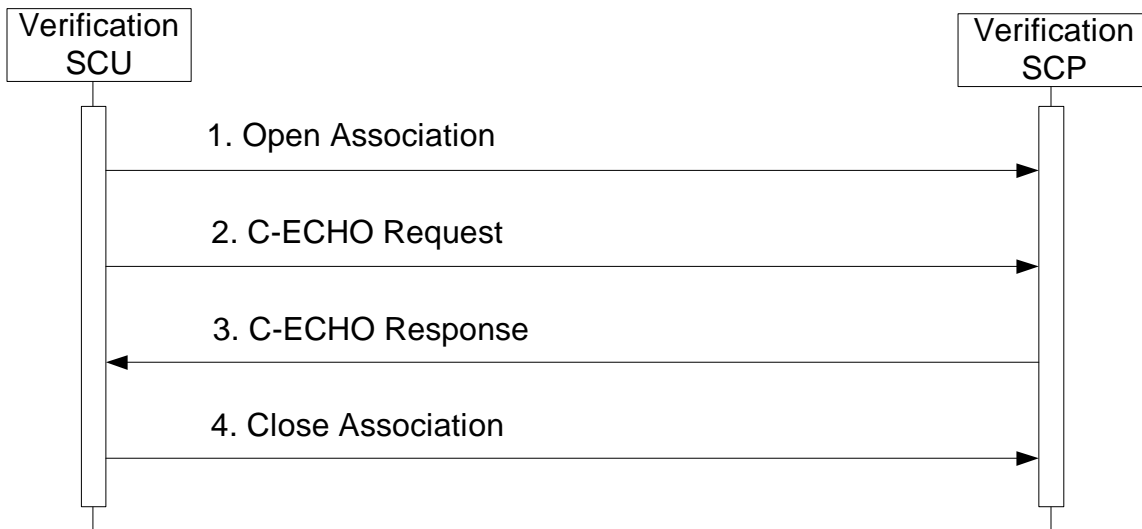 Verification
SCU
Verification
SCP
1. Open Association
2. C-ECHO Request
3. C-ECHO Response
4. Close Association